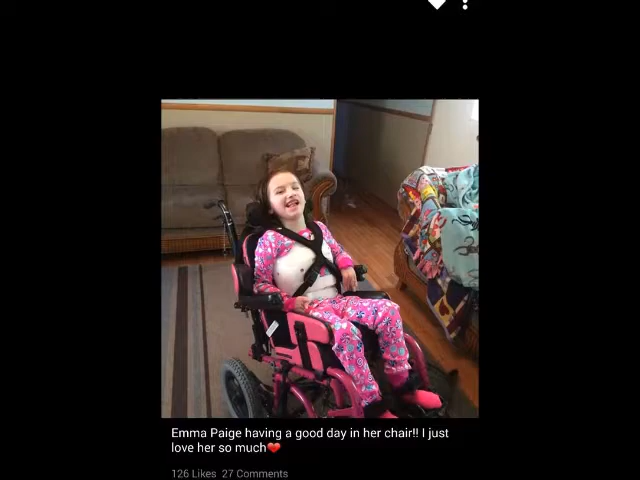 Emma Paige having a good day in her chair!! I just
love her so much❤️
126 Likes 27 Comments